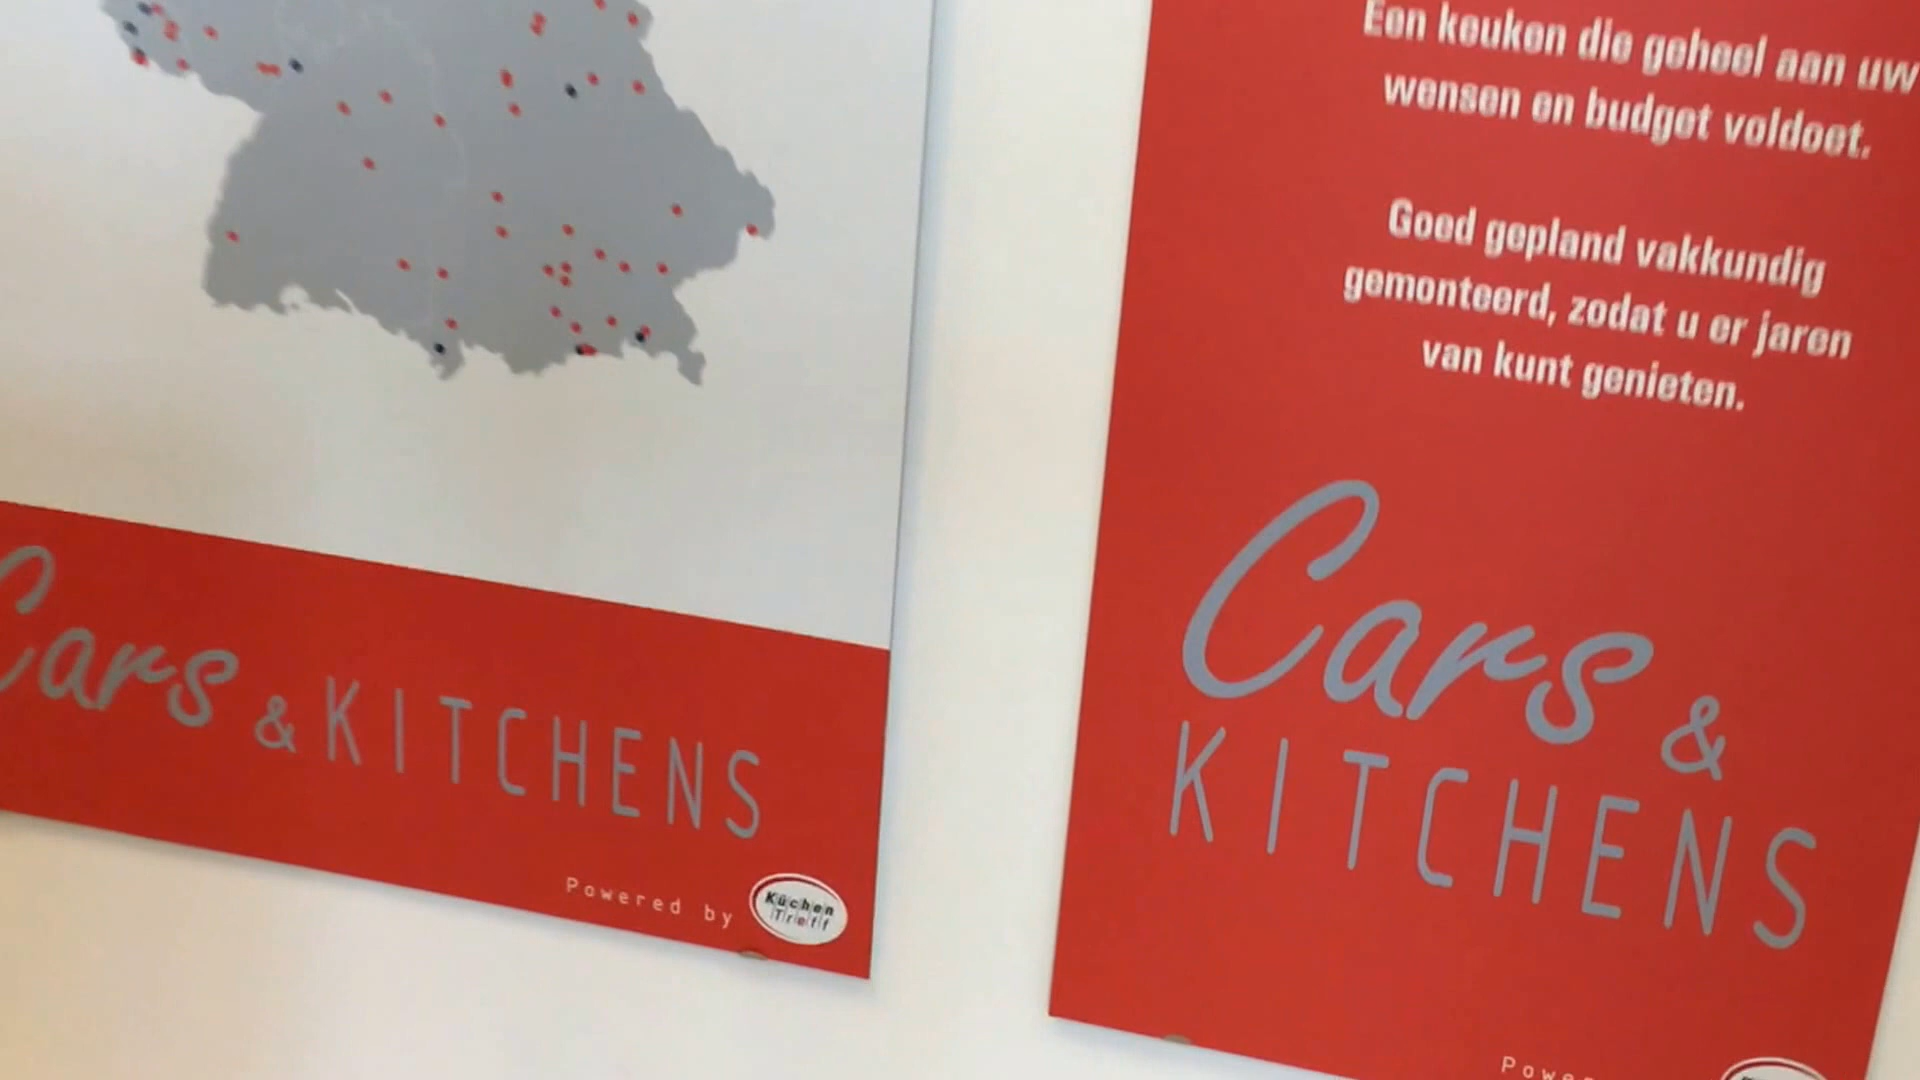 Cars & KITCHENS
Powered by
Küchen
Treff
Een keuken die geheel aan uw
wensen en budget voldoet.
Goed gepland vakkundig
gemonteerd, zodat u er jaren
van kunt genieten.
Cars &
KITCHENS